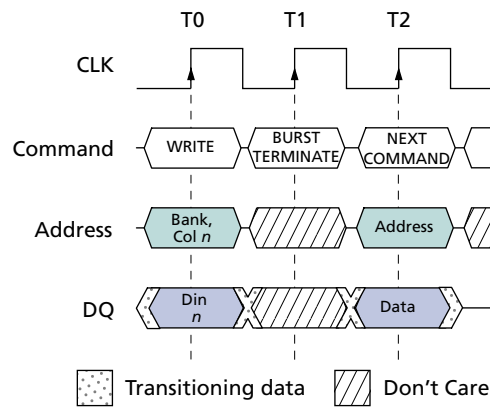 T0 T1 T2
CLK
Command WRITE BURST TERMINATE NEXT COMMAND
Address Bank, Col n Address
DQ Din n Data
Transitioning data Don't Care